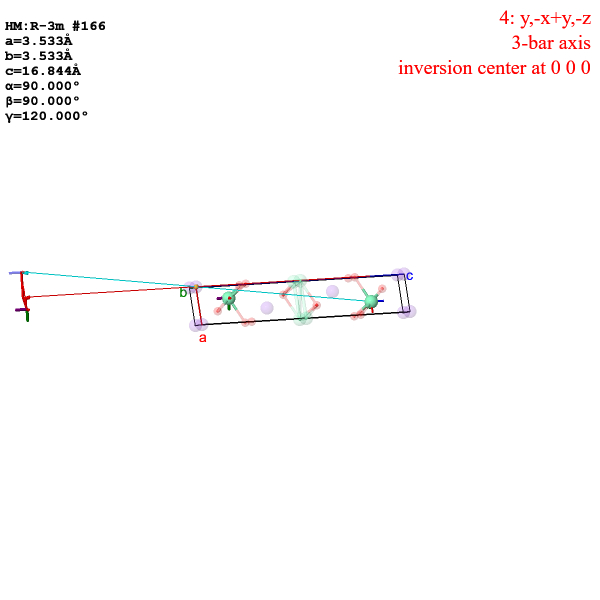 HM:R-3m #166
a=3.533Å
b=3.533Å
c=16.844Å
α=90.000°
β=90.000°
γ=120.000°
4: y,-x+y,-z
3-bar axis
inversion center at 0 0 0
b
c
a